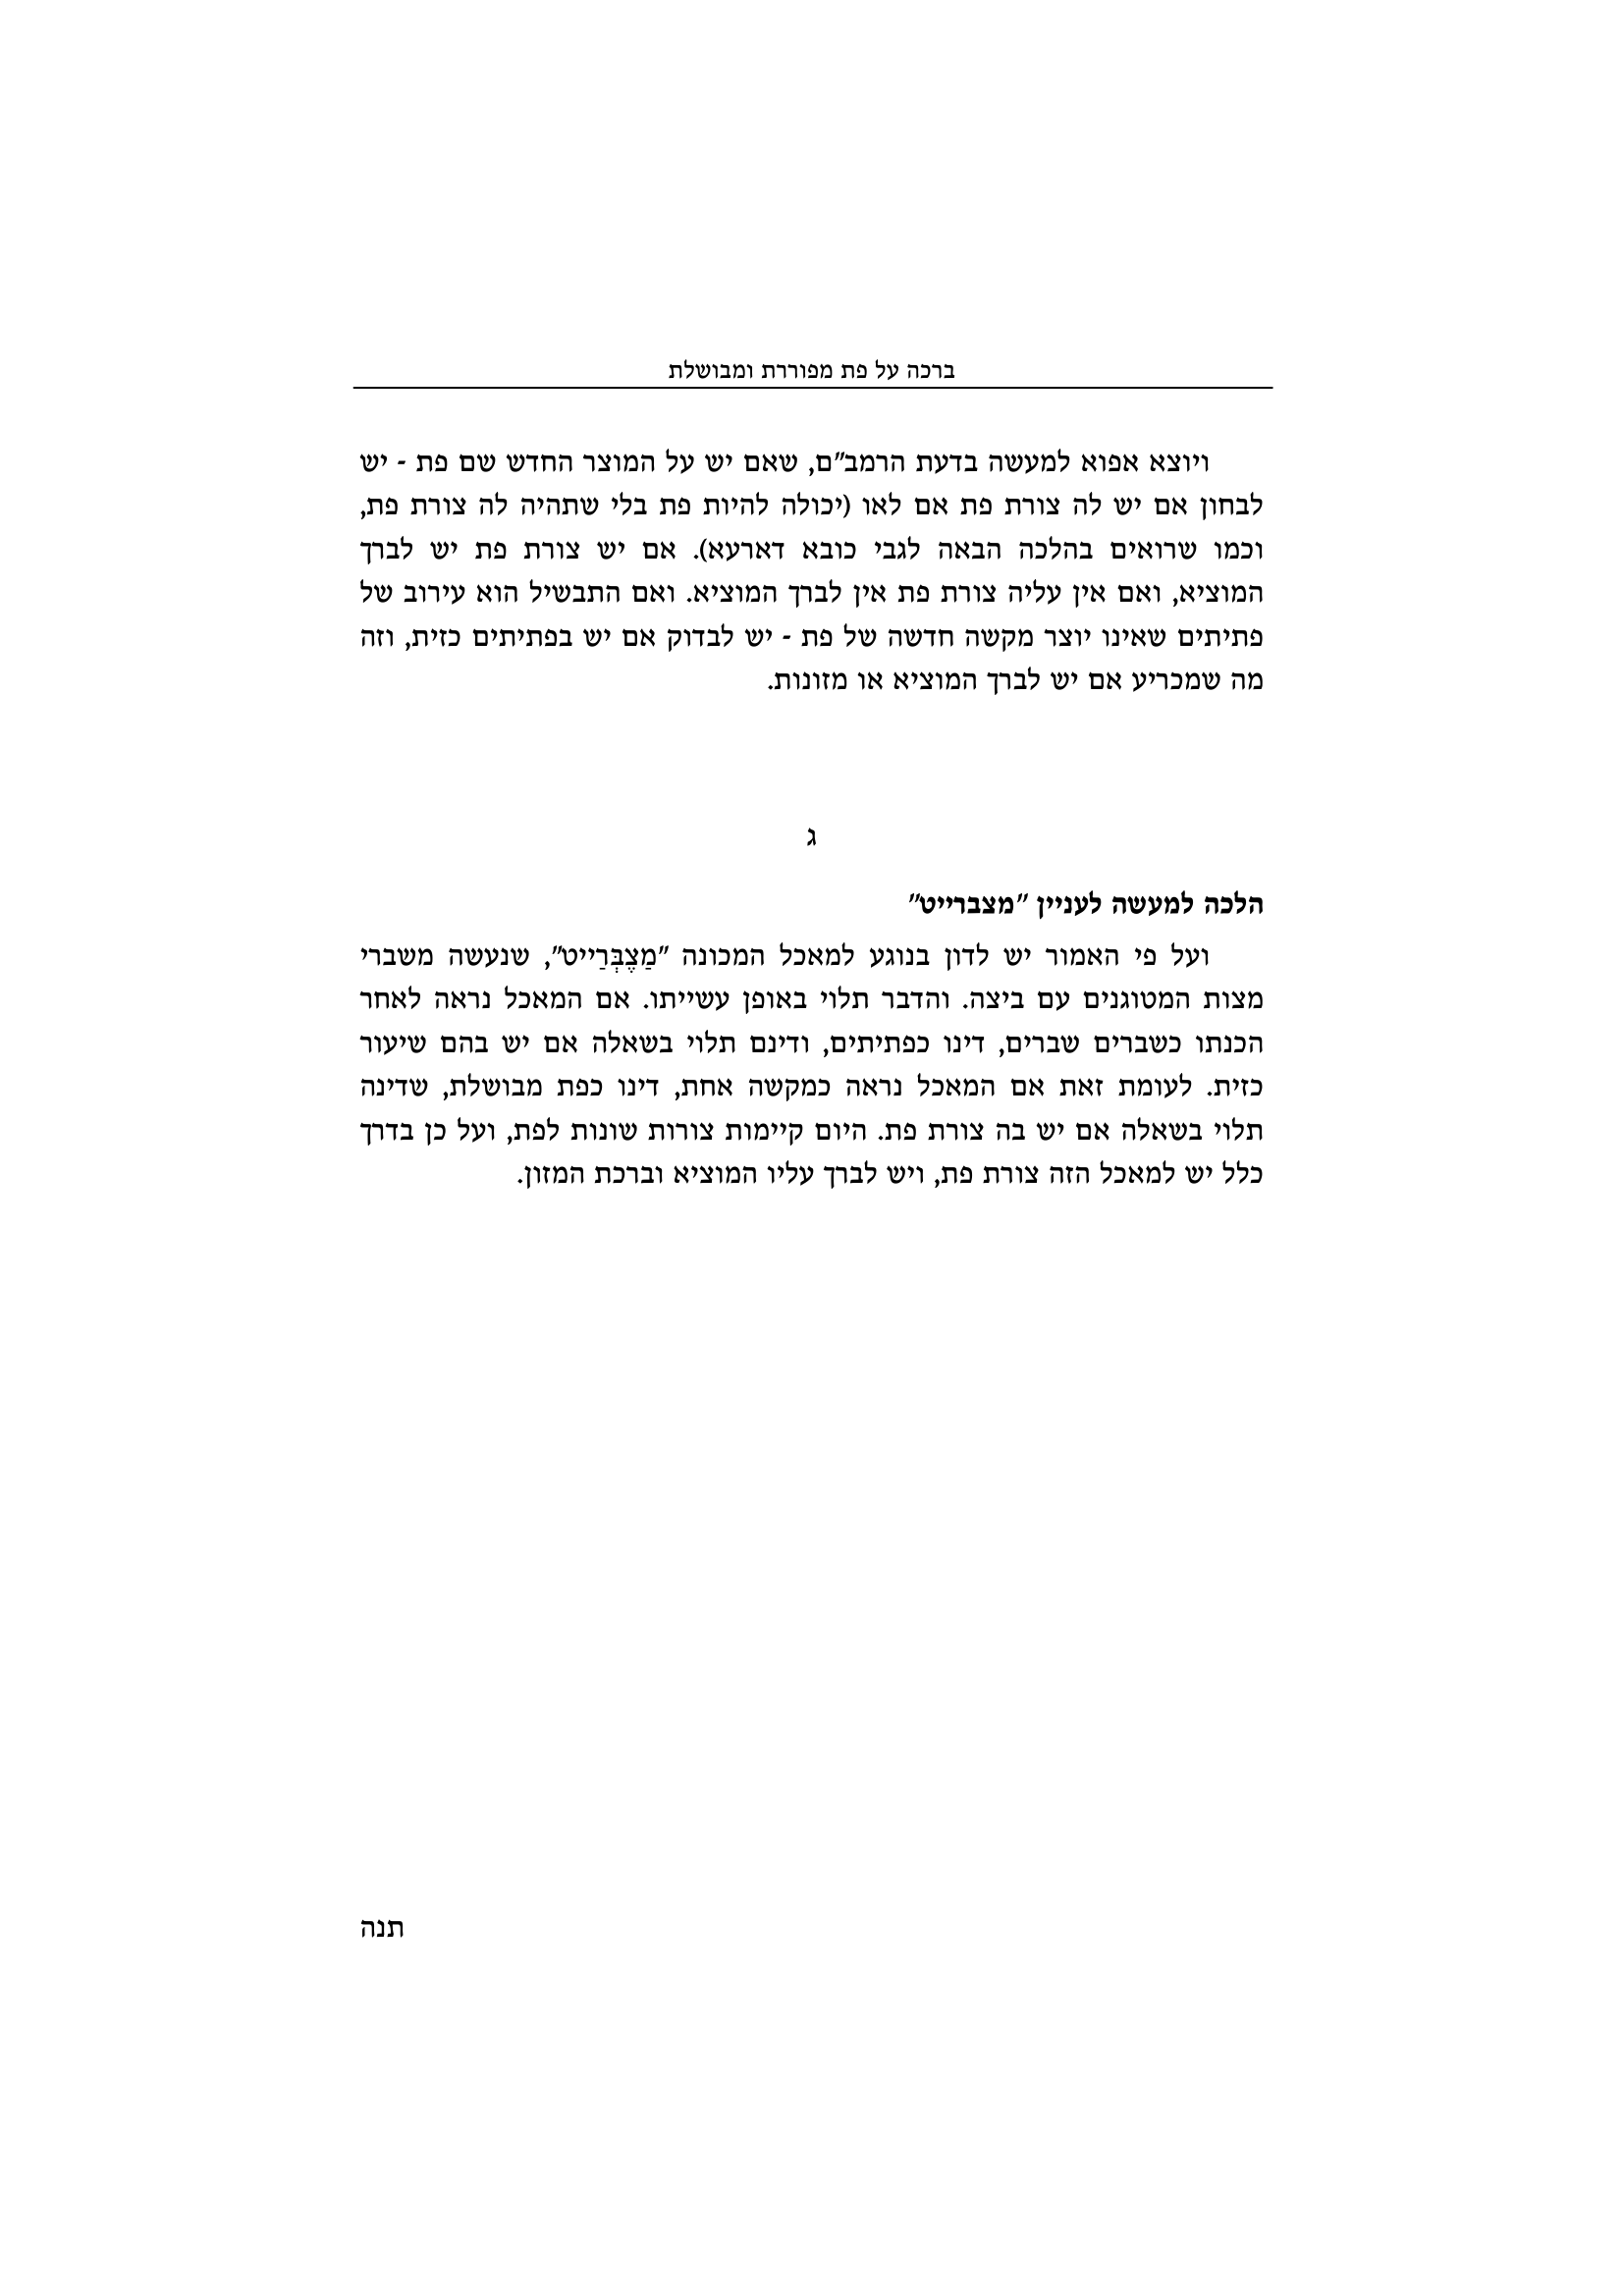 ברכה על פת מפוררת ומבושלת
ויוצא אפוא למעשה בדעת הרמב"ם, שאם יש על המוצר החדש שם פת - יש
לבחון אם יש לה צורת פת אם לאו (יכולה להיות פת בלי שתהיה לה צורת פת,
וכמו שרואים בהלכה הבאה לגבי כובא דארעא). אם יש צורת פת יש לברך
המוציא, ואם אין עליה צורת פת אין לברך המוציא. ואם התבשיל הוא עירוב של
פתיתים שאינו יוצר מקשה חדשה של פת - יש לבדוק אם יש בפתיתים כזית, וזה
מה שמכריע אם יש לברך המוציא או מזונות.
ג
הלכה למעשה לעניין "מצברייט"
ועל פי האמור יש לדון בנוגע למאכל המכונה "מַצֶבְּרַייט", שנעשה משברי
מצות המטוגנים עם ביצה. והדבר תלוי באופן עשייתו. אם המאכל נראה לאחר
הכנתו כשברים שברים, דינו כפתיתים, ודינם תלוי בשאלה אם יש בהם שיעור
כזית. לעומת זאת אם המאכל נראה כמקשה אחת, דינו כפת מבושלת, שדינה
תלוי בשאלה אם יש בה צורת פת. היום קיימות צורות שונות לפת, ועל כן בדרך
כלל יש למאכל הזה צורת פת, ויש לברך עליו המוציא וברכת המזון.
תנה